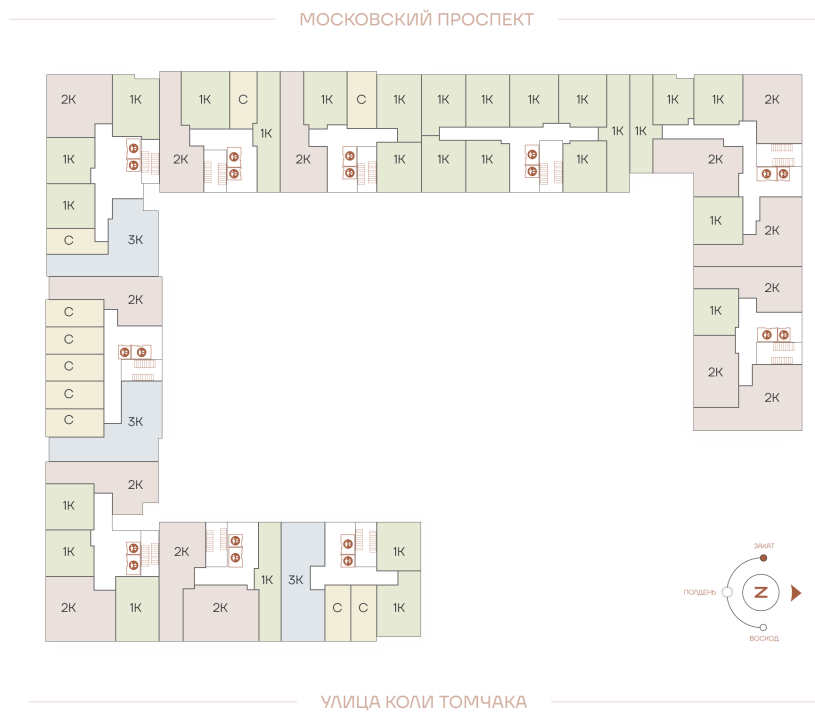 МОСКОВСКИЙ ПРОСПЕКТ
2К 1К 1К С 1К С 1К 1К 1К 1К 1К 1К 1К 2К
1К 1К 1К
1К 2К 2К 1К 1К 1К 1К 2К
1К 1К
С 3К 2К
2К 2К
С 1К
С
С 2К
С 2К
С 3К
2К
1К
1К 2К 1К
1К 3К
2К 1К 2К С С 1К
ЗАКАТ
ПОЛДЕНЬ
N
ВОСХОД
УЛИЦА КОЛИ ТОМЧАКА